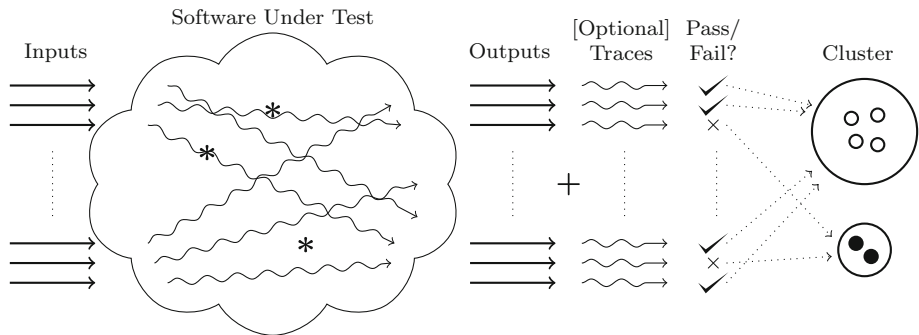 Software Under Test
Inputs
Outputs
[Optional]
Traces
Pass/
Fail?
Cluster
*
*
*
+